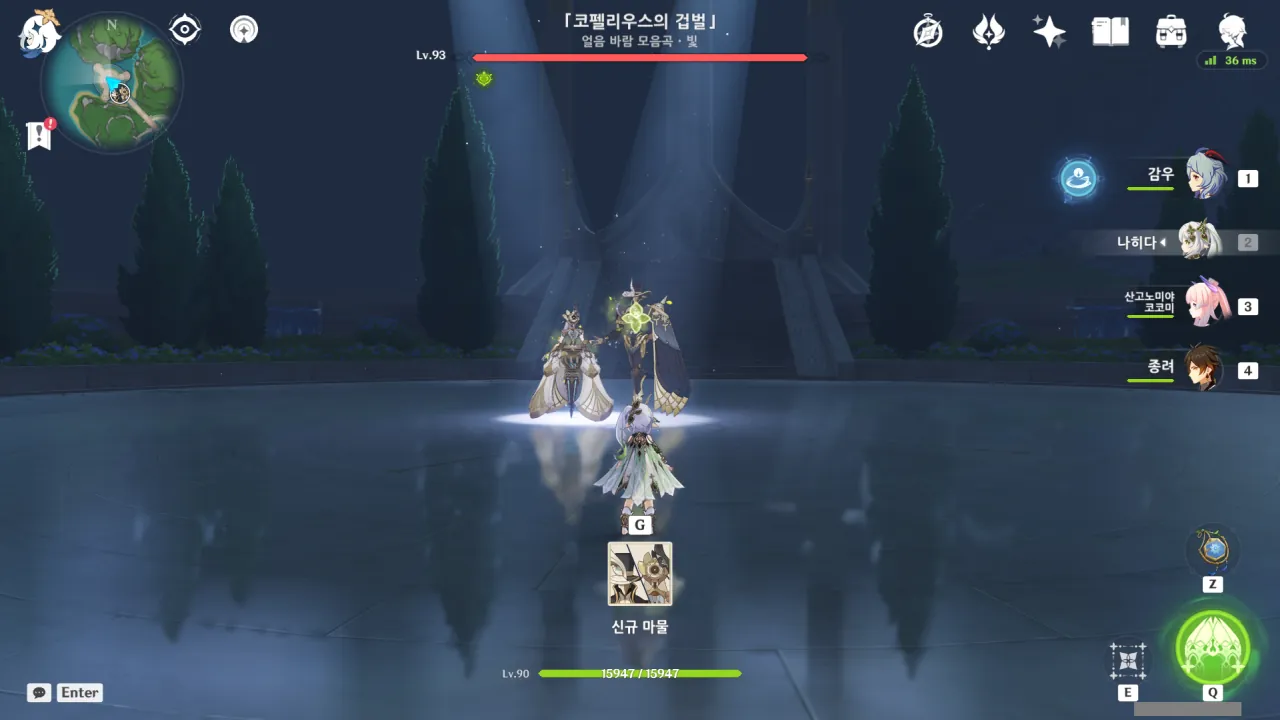 N
「코펠리우스의 겁벌」
얼음 바람 모음곡 · 빛
Lv.93
36 ms
감우
1
나히다
2
산고노미야
코코미
3
종려
4
G
신규 마물
Z
Lv.90
15947 / 15947
E
Q
Enter